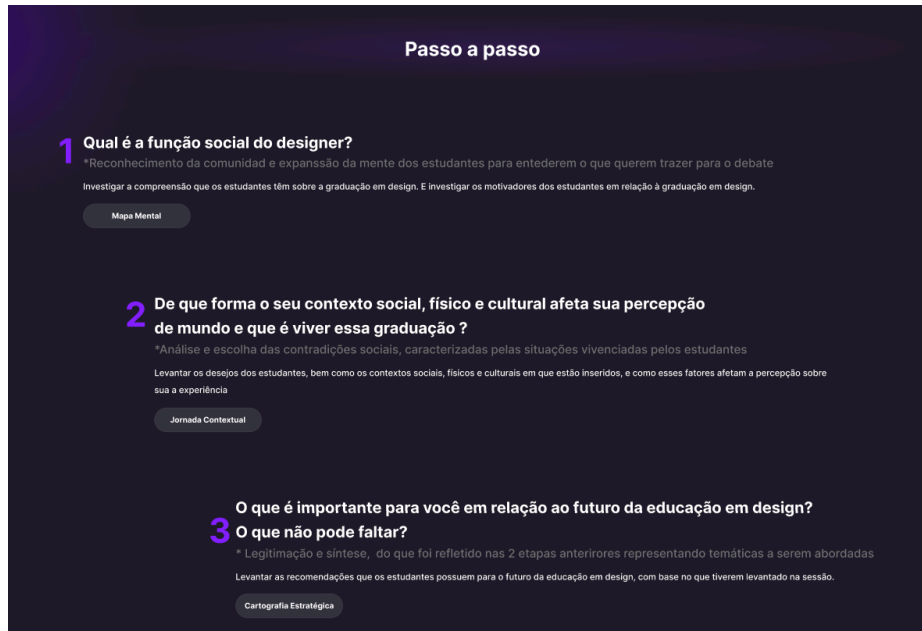 Passo a passo
1
Qual é a função social do designer?
*Reconhecimento da comunidad e expanssão da mente dos estudantes para entederem o que querem trazer para o debate
Investigar a compreensão que os estudantes têm sobre a graduação em design. E investigar os motivadores dos estudantes em relação à graduação em design.
Mapa Mental
2
De que forma o seu contexto social, físico e cultural afeta sua percepção
de mundo e que é viver essa graduação ?
*Análise e escolha das contradições sociais, caracterizadas pelas situações vivenciadas pelos estudantes
Levantar os desejos dos estudantes, bem como os contextos sociais, físicos e culturais em que estão inseridos, e como esses fatores afetam a percepção sobre
sua a experiência
Jornada Contextual
3
O que é importante para você em relação ao futuro da educação em design?
O que não pode faltar?
* Legitimação e síntese,  do que foi refletido nas 2 etapas anterirores representando temáticas a serem abordadas
Levantar as recomendações que os estudantes possuem para o futuro da educação em design, com base no que tiverem levantado na sessão.
Cartografia Estratégica